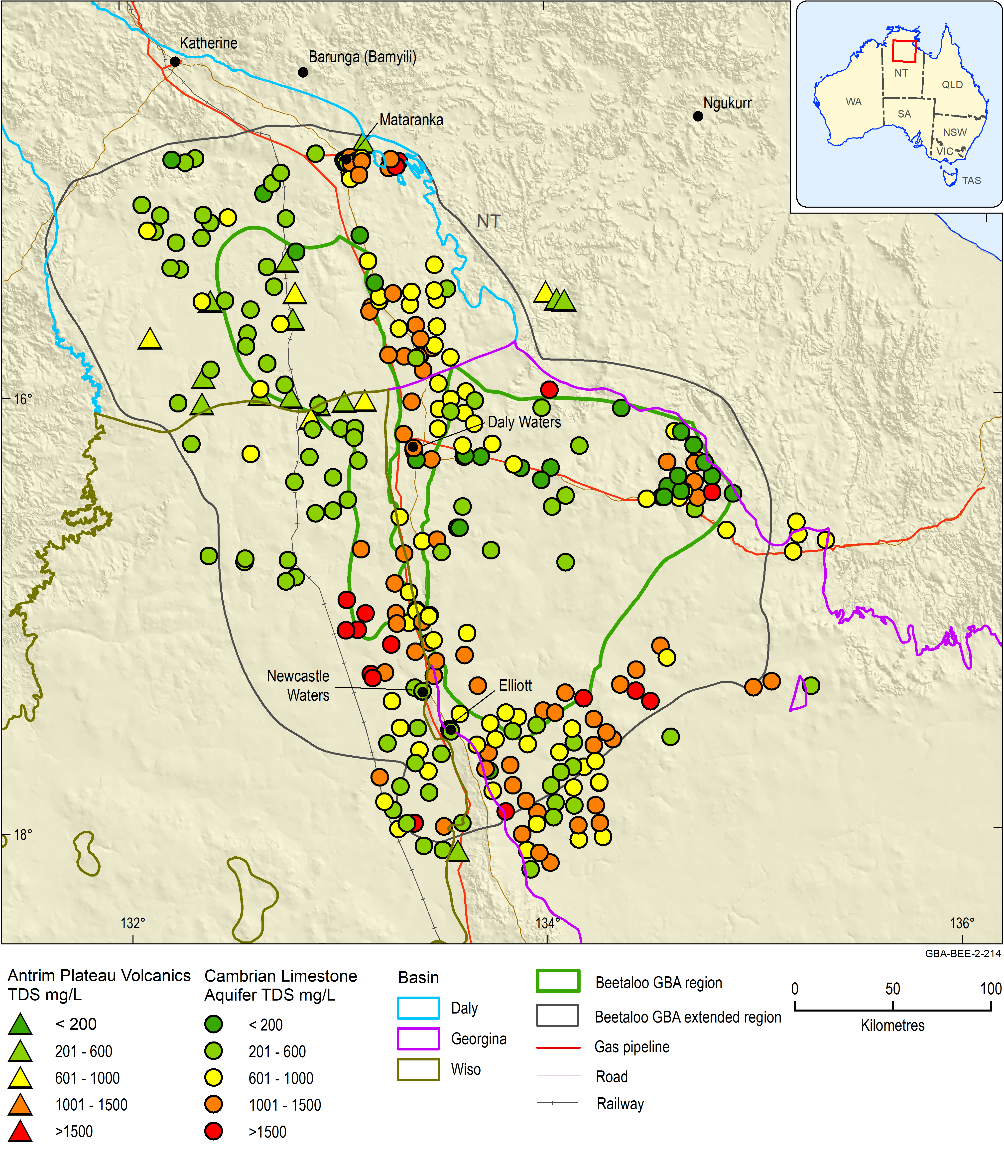 Katherine
Barunga (Bamyili)
Ngukurr
Mataranka
NT
WA
NT
QLD
SA
NSW
VIC
TAS
16°
Daly Waters
Newcastle
Waters
Elliott
18°
132°
134°
136°
GBA-BEE-2-214
Antrim Plateau Volcanics
TDS mg/L
< 200
201 - 600
601 - 1000
1001 - 1500
>1500
Cambrian Limestone
Aquifer TDS mg/L
< 200
201 - 600
601 - 1000
1001 - 1500
>1500
Basin
Daly
Georgina
Wiso
Beetaloo GBA region
Beetaloo GBA extended region
Gas pipeline
Road
Railway
0 50 100
Kilometres